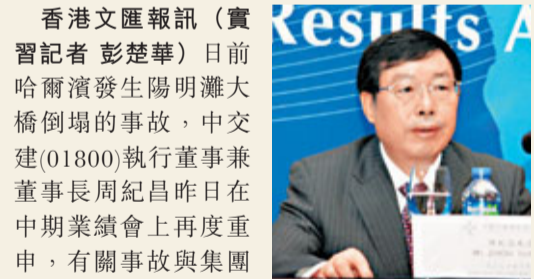 香港文匯報訊（實
習記者 彭楚華）日前
哈爾濱發生陽明灘大
橋倒塌的事故，中交
建(01800)執行董事兼
董事長周紀昌昨日在
中期業績會上再度重
申，有關事故與集團
Results A